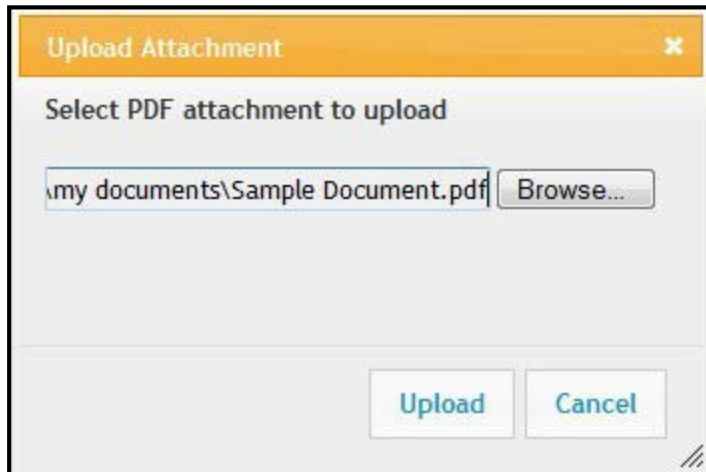 Upload Attachment
Select PDF attachment to upload
\my documents\Sample Document.pdf Browse...
Upload Cancel